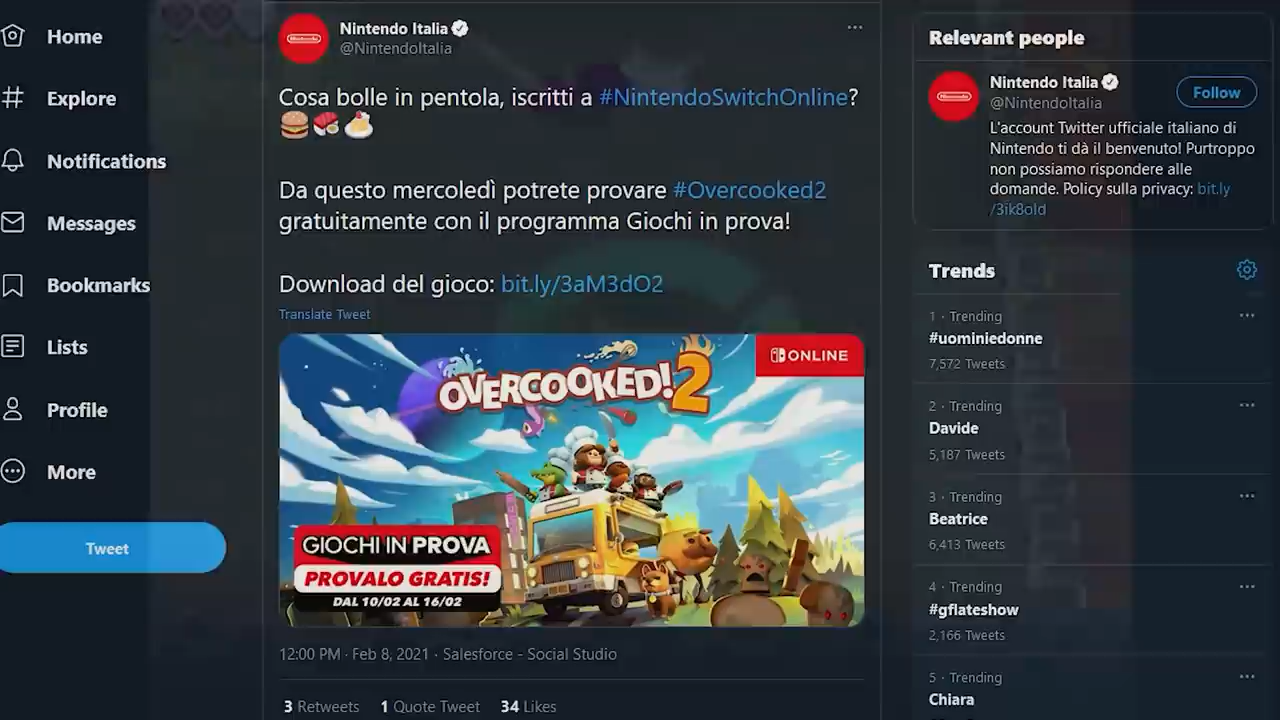 Home
Explore
Notifications
Messages
Bookmarks
Lists
Profile
More
Tweet
Nintendo Italia
@NintendoItalia
Cosa bolle in pentola, iscritti a #NintendoSwitchOnline?
Da questo mercoledì potrete provare #Overcooked2
gratuitamente con il programma Giochi in prova!
Download del gioco: bit.ly/3aM3dO2
Translate Tweet
OVERCOOKED! 2
ONLINE
GIOCHI IN PROVA
PROVALO GRATIS!
DAL 10/02 AL 16/02
12:00 PM · Feb 8, 2021 · Salesforce - Social Studio
3 Retweets 1 Quote Tweet 34 Likes
Relevant people
Nintendo Italia
@NintendoItalia
Follow
L'account Twitter ufficiale italiano di
Nintendo ti dà il benvenuto! Purtroppo
non possiamo rispondere alle
domande. Policy sulla privacy: bit.ly
/3ik8old
Trends
1 · Trending
#uominiedonne
7,572 Tweets
2 · Trending
Davide
5,187 Tweets
3 · Trending
Beatrice
6,413 Tweets
4 · Trending
#gflateshow
2,166 Tweets
5 · Trending
Chiara